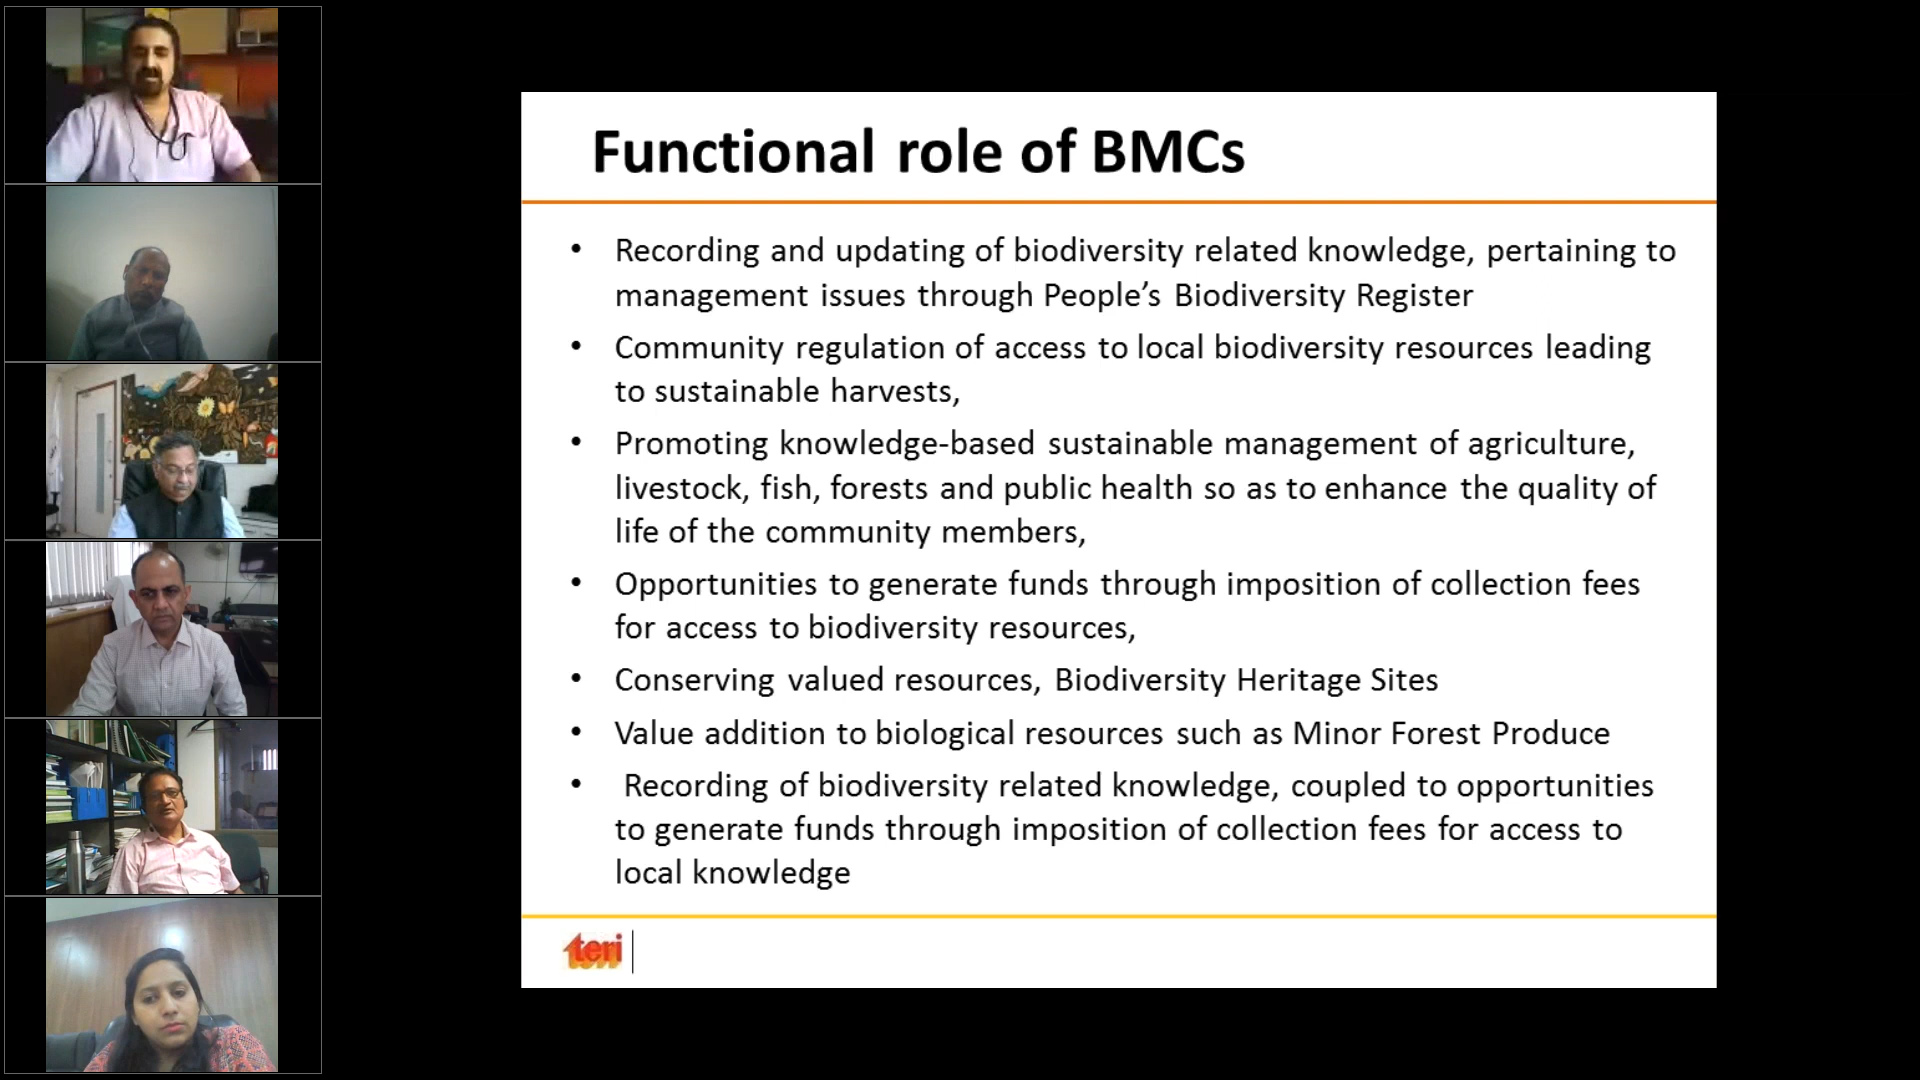 Functional role of BMCs
• Recording and updating of biodiversity related knowledge, pertaining to
management issues through People’s Biodiversity Register
• Community regulation of access to local biodiversity resources leading
to sustainable harvests,
• Promoting knowledge-based sustainable management of agriculture,
livestock, fish, forests and public health so as to enhance the quality of
life of the community members,
• Opportunities to generate funds through imposition of collection fees
for access to biodiversity resources,
• Conserving valued resources, Biodiversity Heritage Sites
• Value addition to biological resources such as Minor Forest Produce
• Recording of biodiversity related knowledge, coupled to opportunities
to generate funds through imposition of collection fees for access to
local knowledge
teri